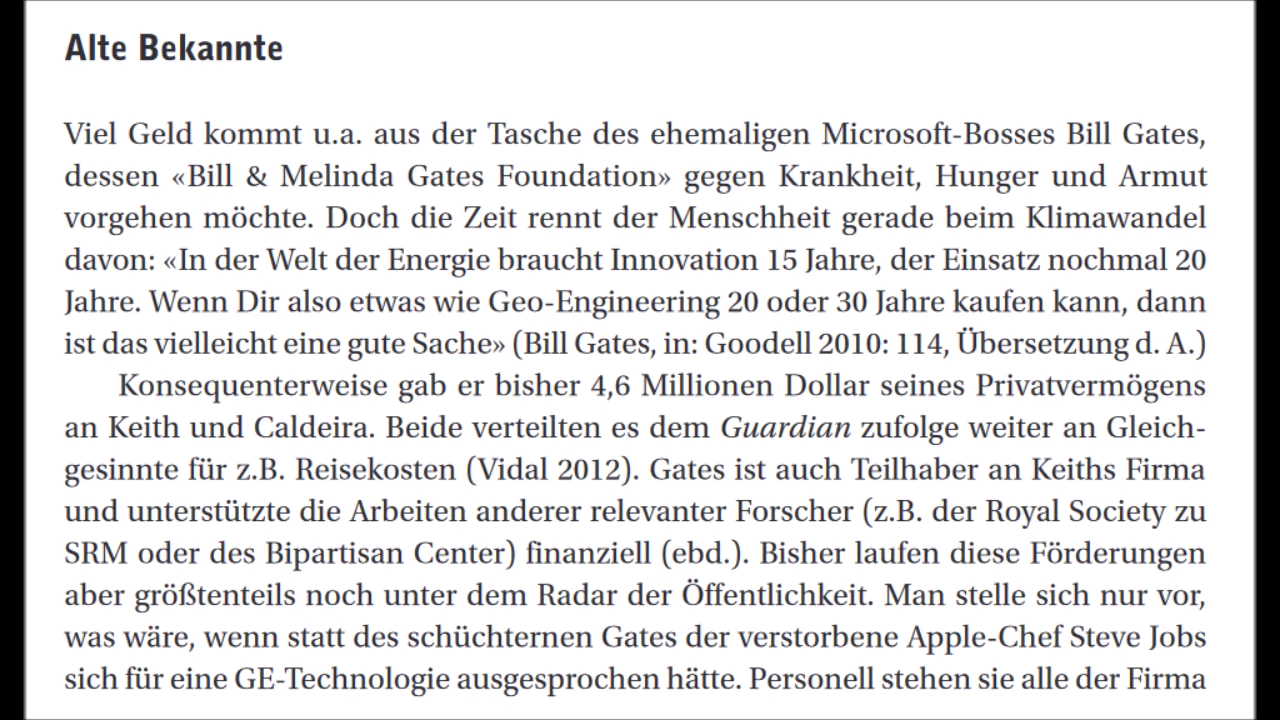 Alte Bekannte
Viel Geld kommt u.a. aus der Tasche des ehemaligen Microsoft-Bosses Bill Gates,
dessen «Bill & Melinda Gates Foundation» gegen Krankheit, Hunger und Armut
vorgehen möchte. Doch die Zeit rennt der Menschheit gerade beim Klimawandel
davon: «In der Welt der Energie braucht Innovation 15 Jahre, der Einsatz nochmal 20
Jahre. Wenn Dir also etwas wie Geo-Engineering 20 oder 30 Jahre kaufen kann, dann
ist das vielleicht eine gute Sache» (Bill Gates, in: Goodell 2010: 114, Übersetzung d. A.)
Konsequenterweise gab er bisher 4,6 Millionen Dollar seines Privatvermögens
an Keith und Caldeira. Beide verteilten es dem Guardian zufolge weiter an Gleich-
gesinnte für z.B. Reisekosten (Vidal 2012). Gates ist auch Teilhaber an Keiths Firma
und unterstützte die Arbeiten anderer relevanter Forscher (z.B. der Royal Society zu
SRM oder des Bipartisan Center) finanziell (ebd.). Bisher laufen diese Förderungen
aber größtenteils noch unter dem Radar der Öffentlichkeit. Man stelle sich nur vor,
was wäre, wenn statt des schüchternen Gates der verstorbene Apple-Chef Steve Jobs
sich für eine GE-Technologie ausgesprochen hätte. Personell stehen sie alle der Firma